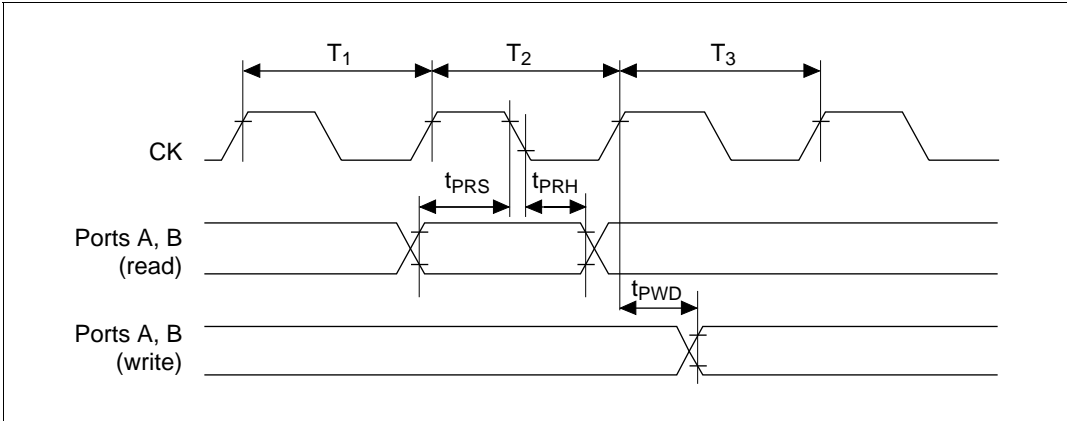 T1 T2 T3
CK
tPRS tPRH
Ports A, B
(read)
tPWD
Ports A, B
(write)